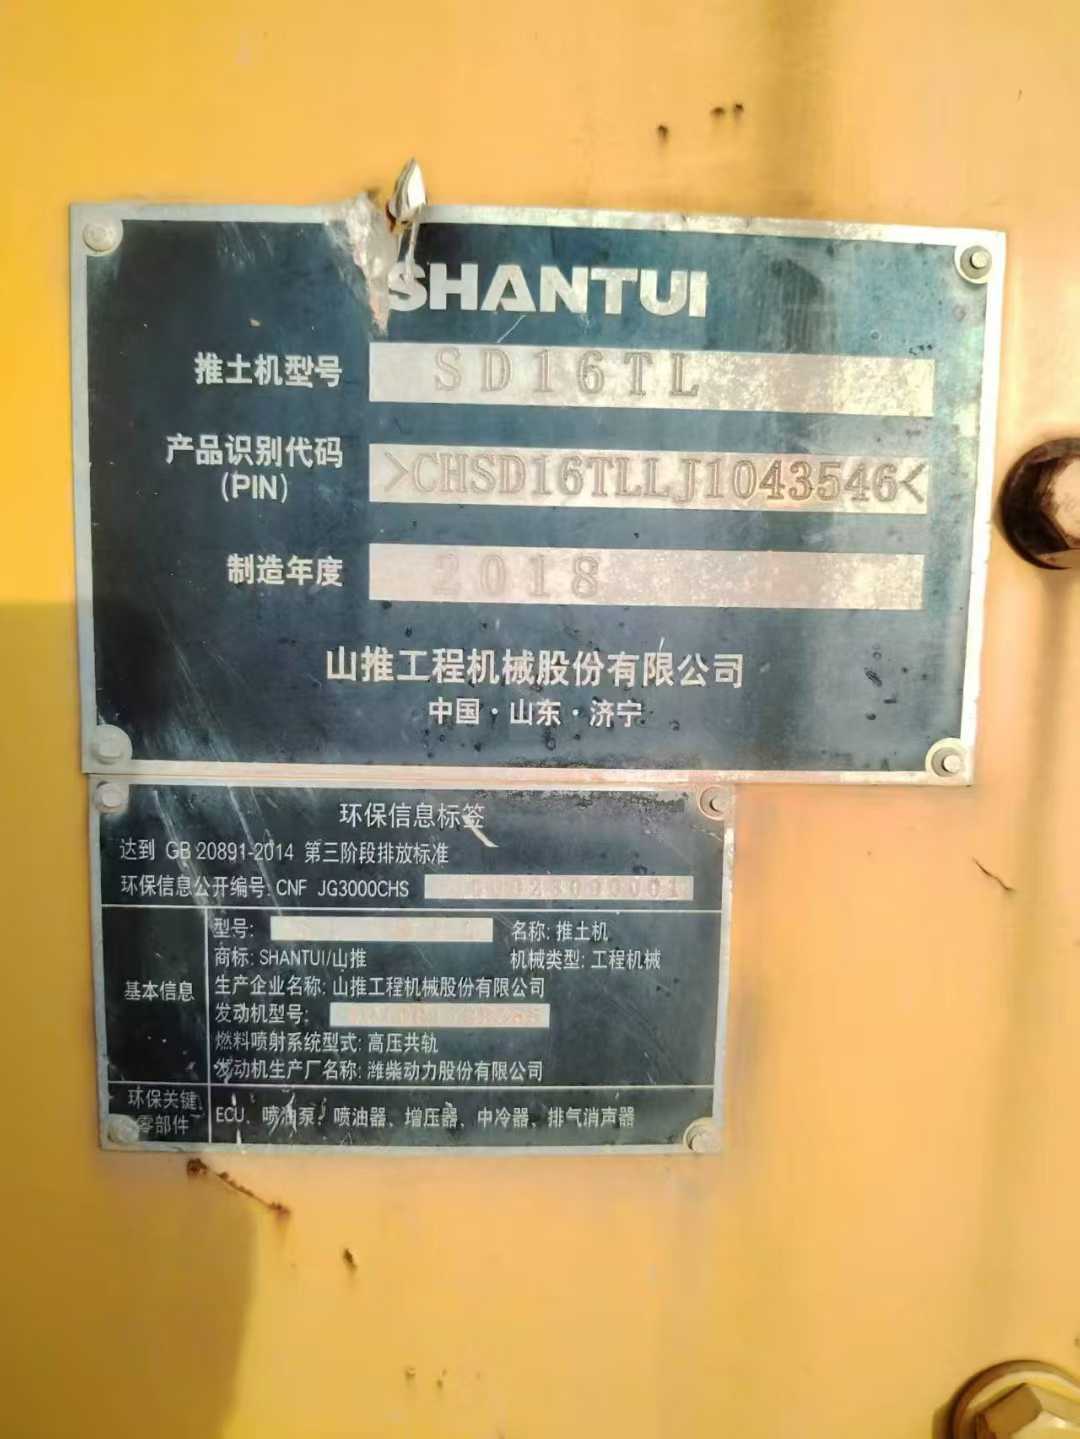 SHANTUI
推土机型号 SD16TL
产品识别代码 >CHSD16TLLJ1043546<
(PIN)
制造年度 2018
山推工程机械股份有限公司
中国·山东·济宁
环保信息标签
达到 GB 20891-2014 第三阶段排放标准
环保信息公开编号: CNF JG3000CHS
型号: 名称: 推土机
商标: SHANTUI/山推 机械类型: 工程机械
生产企业名称: 山推工程机械股份有限公司
基本信息
发动机型号:
燃料喷射系统型式: 高压共轨
发动机生产厂名称: 潍柴动力股份有限公司
环保关键
零部件
ECU、喷油泵、喷油器、增压器、中冷器、排气消声器